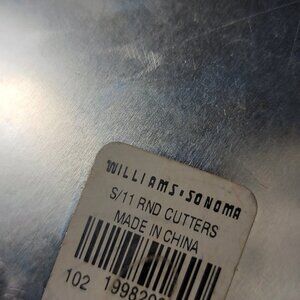 WILLIAMS-SONOMA
S/11 RND CUTTERS
MADE IN CHINA
102